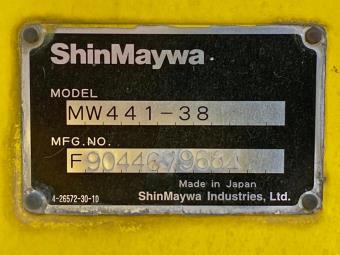 ShinMaywa
MODEL
MW441-38
MFG.NO.
Made in Japan
4-26572-30-10
ShinMaywa Industries, Ltd.